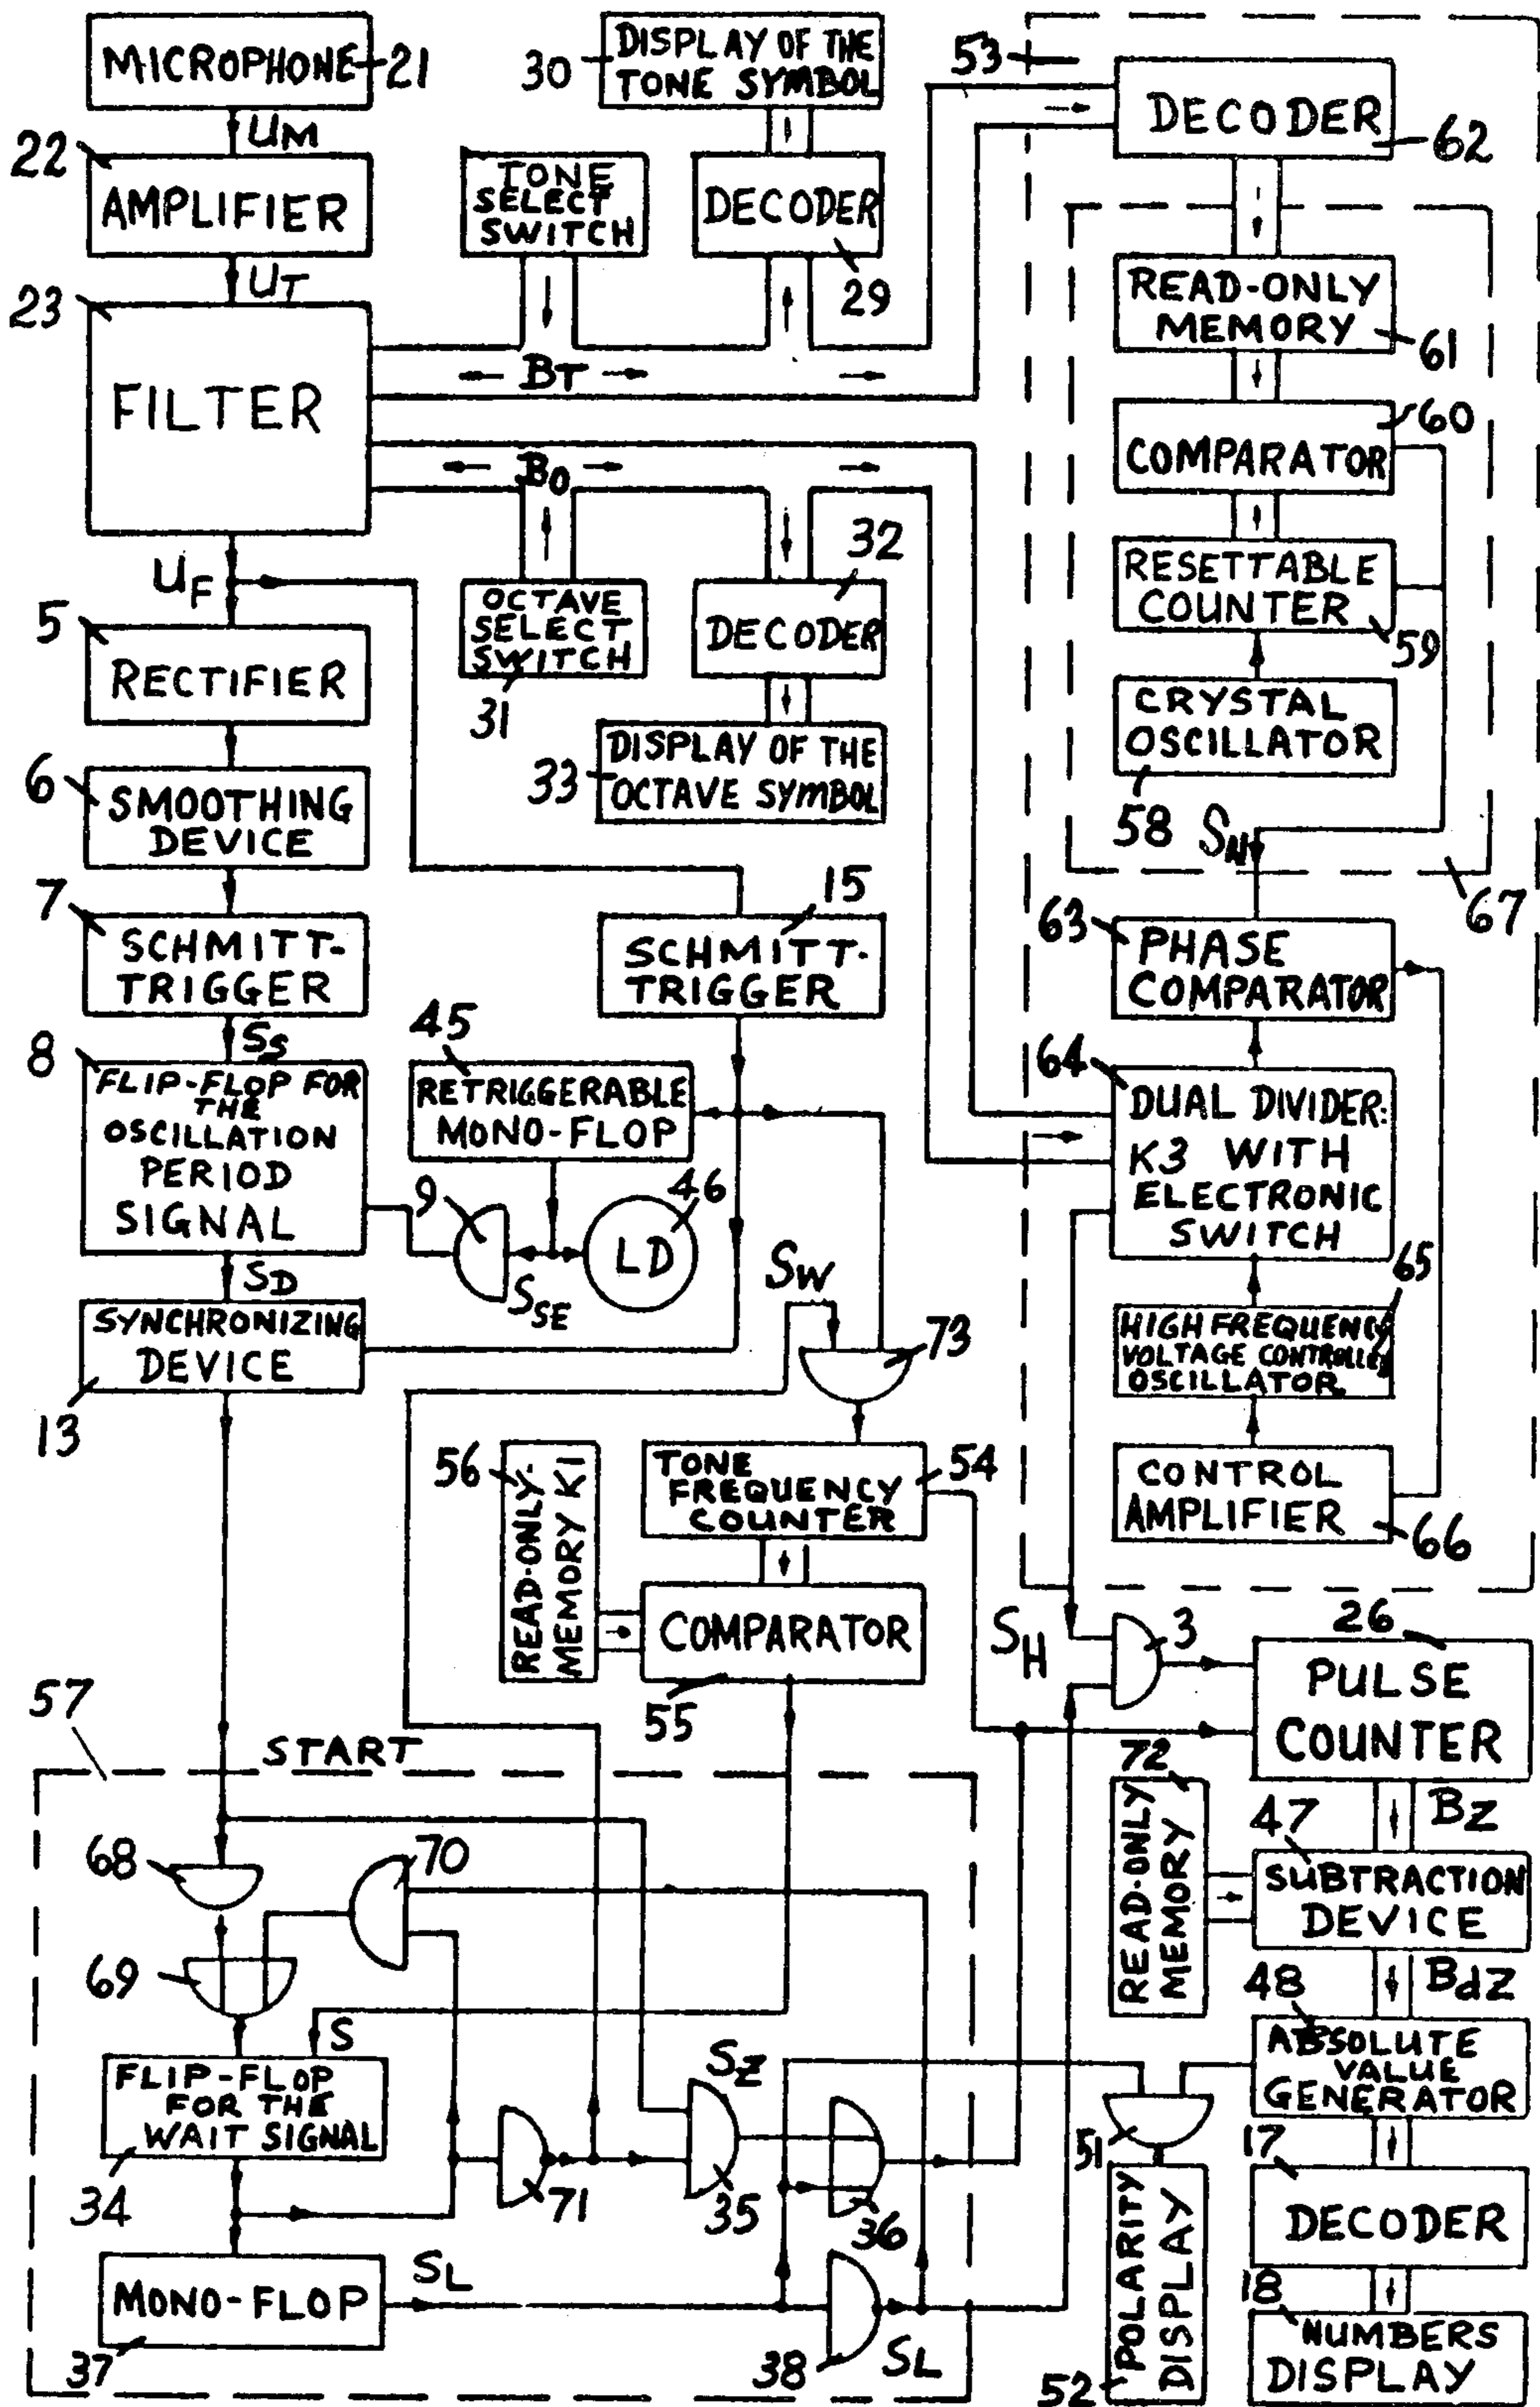 MICROPHONE
21
UM
22
AMPLIFIER
UT
23
FILTER
30
DISPLAY OF THE
TONE SYMBOL
TONE
SELECT
SWITCH
DECODER
29
BT
BO
UF
5
RECTIFIER
OCTAVE
SELECT
SWITCH
31
32
DECODER
33
DISPLAY OF THE
OCTAVE SYMBOL
6
SMOOTHING
DEVICE
7
SCHMITT-
TRIGGER
SS
15
SCHMITT-
TRIGGER
8
FLIP-FLOP FOR
THE
OSCILLATION
PERIOD
SIGNAL
SD
45
RETRIGGERABLE
MONO-FLOP
9
46
LD
SSE
SYNCHRONIZING
DEVICE
13
SW
73
56
READ-ONLY-
MEMORY K1
TONE
FREQUENCY
COUNTER
54
COMPARATOR
55
53
DECODER
62
READ-ONLY
MEMORY
61
60
COMPARATOR
RESETTABLE
COUNTER
59
CRYSTAL
OSCILLATOR
58
SN
67
63
PHASE
COMPARATOR
64
DUAL DIVIDER:
K3 WITH
ELECTRONIC
SWITCH
65
HIGH FREQUENCY
VOLTAGE CONTROLLED
OSCILLATOR
CONTROL
AMPLIFIER
66
SH
3
26
PULSE
COUNTER
BZ
72
READ-ONLY
MEMORY
47
SUBTRACTION
DEVICE
BdZ
48
ABSOLUTE
VALUE
GENERATOR
51
POLARITY
DISPLAY
52
17
DECODER
18
NUMBERS
DISPLAY
57
START
68
70
69
S
FLIP-FLOP
FOR THE
WAIT SIGNAL
34
71
SZ
35
36
MONO-FLOP
37
SL
38
SL